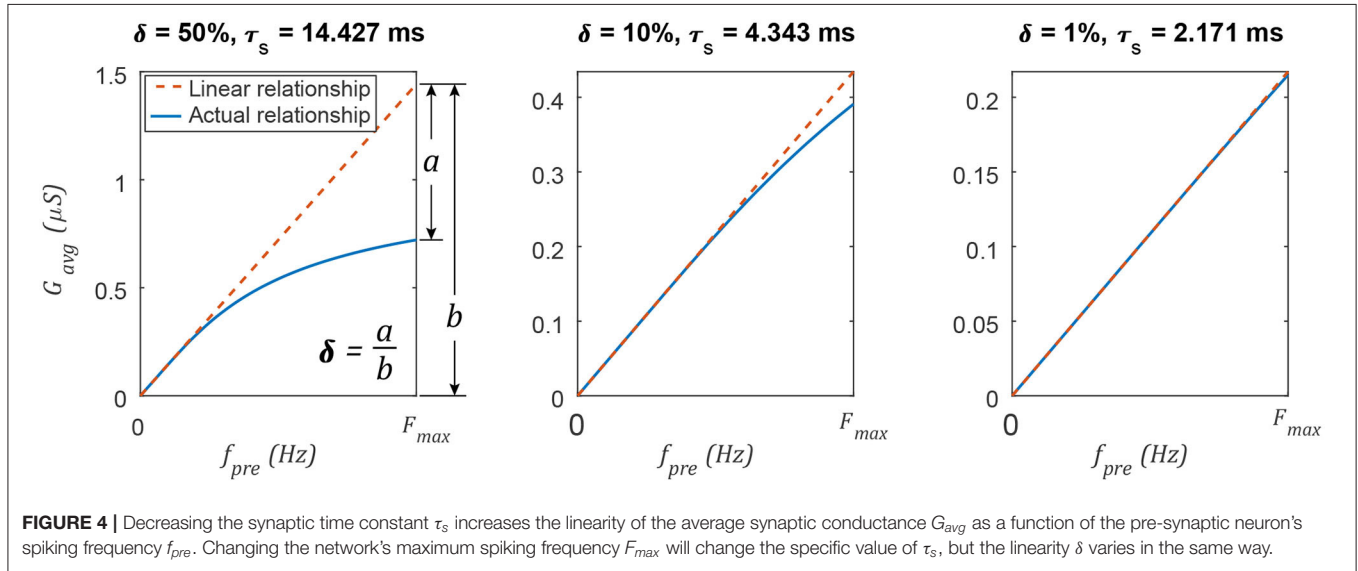 δ = 50%, τs = 14.427 ms
1.5
Linear relationship
Actual relationship
1
0.5
0
G avg (μS)
a
b
δ = a/b
0
Fmax
fpre (Hz)
δ = 10%, τs = 4.343 ms
0.4
0.3
0.2
0.1
0
0
Fmax
fpre (Hz)
δ = 1%, τs = 2.171 ms
0.2
0.15
0.1
0.05
0
0
Fmax
fpre (Hz)
FIGURE 4 | Decreasing the synaptic time constant τs increases the linearity of the average synaptic conductance Gavg as a function of the pre-synaptic neuron's
spiking frequency fpre. Changing the network's maximum spiking frequency Fmax will change the specific value of τs, but the linearity δ varies in the same way.